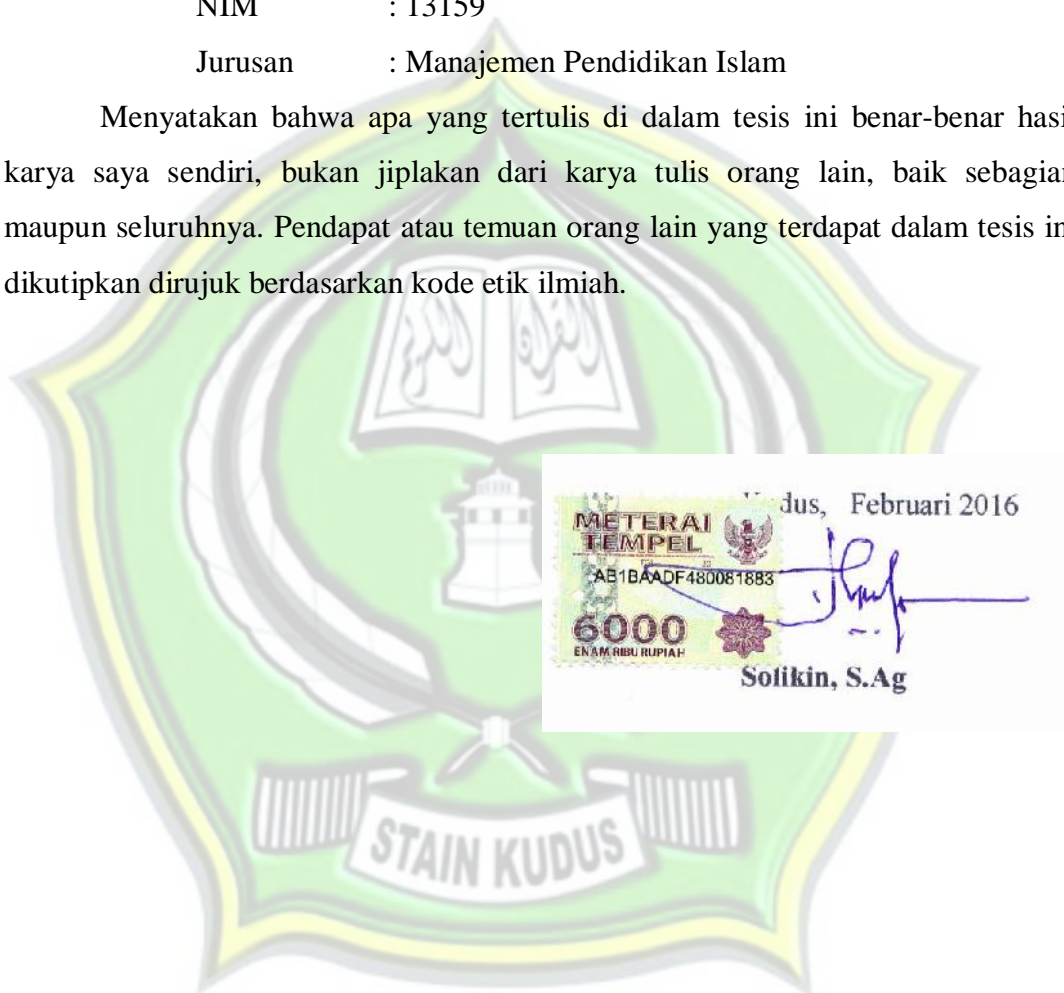 NIM : 13159
Jurusan : Manajemen Pendidikan Islam
Menyatakan bahwa apa yang tertulis di dalam tesis ini benar-benar hasi
karya saya sendiri, bukan jiplakan dari karya tulis orang lain, baik sebagian
maupun seluruhnya. Pendapat atau temuan orang lain yang terdapat dalam tesis in
dikutipkan dirujuk berdasarkan kode etik ilmiah.
dus, Februari 2016
METERAI
TEMPEL
AB1BAADF480081883
6000
ENAM RIBU RUPIAH
Solikin, S.Ag
STAIN KUDUS